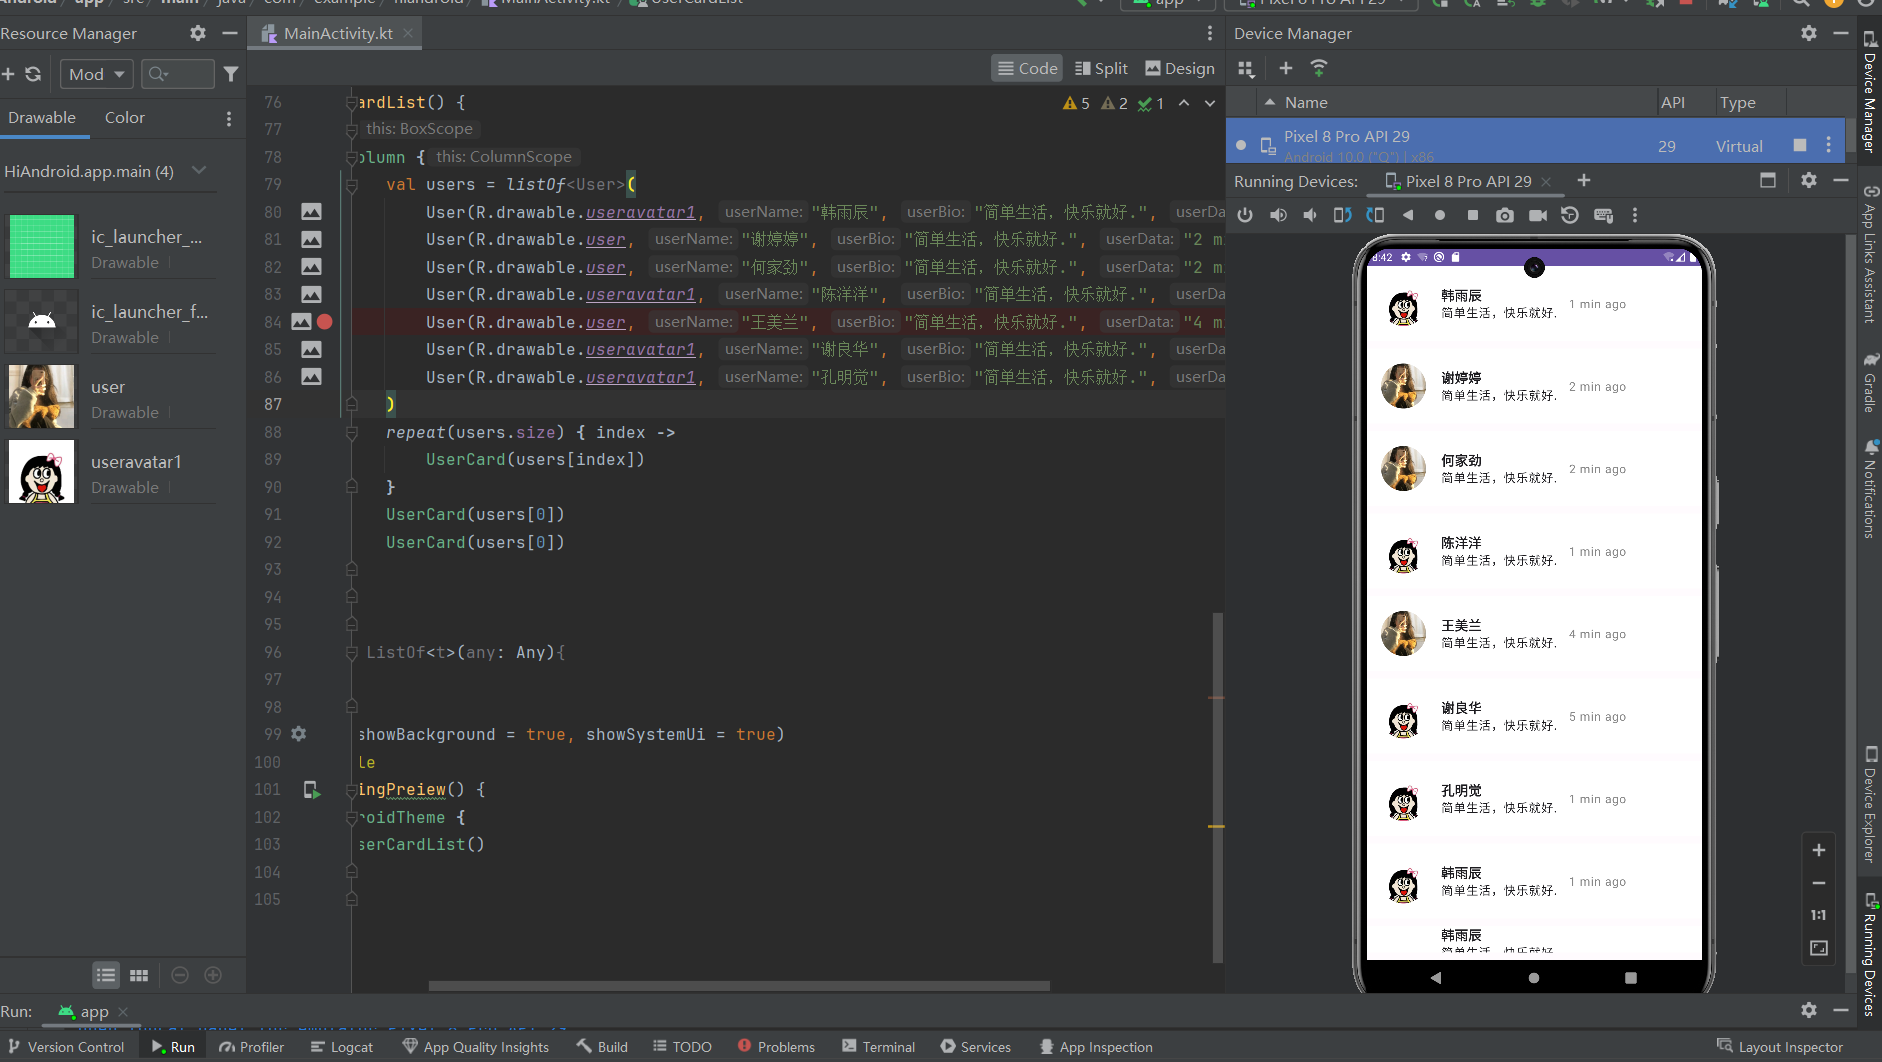 app
src
main
java
com
example
hiandroid
MainActivity.kt
UserCardList
app
Pixel 8 Pro API 29
Resource Manager
MainActivity.kt
Device Manager
Mod
Code
Split
Design
Drawable
Color
HiAndroid.app.main (4)
ic_launcher_...
Drawable
ic_launcher_f...
Drawable
user
Drawable
useravatar1
Drawable
5 2 1
76 ardList() {
77 this: BoxScope
78 olumn { this: ColumnScope
79 val users = listOf<User>(
80 User(R.drawable.useravatar1, userName: "韩雨辰", userBio: "简单生活，快乐就好.", userDa
81 User(R.drawable.user, userName: "谢婷婷", userBio: "简单生活，快乐就好.", userData: "2 m
82 User(R.drawable.user, userName: "何家劲", userBio: "简单生活，快乐就好.", userData: "2 m
83 User(R.drawable.useravatar1, userName: "陈洋洋", userBio: "简单生活，快乐就好.", userDa
84 User(R.drawable.user, userName: "王美兰", userBio: "简单生活，快乐就好.", userData: "4 m
85 User(R.drawable.useravatar1, userName: "谢良华", userBio: "简单生活，快乐就好.", userDa
86 User(R.drawable.useravatar1, userName: "孔明觉", userBio: "简单生活，快乐就好.", userDa
87 )
88 repeat(users.size) { index ->
89 UserCard(users[index])
90 }
91 UserCard(users[0])
92 UserCard(users[0])
93
94
95
96 ListOf<t>(any: Any){
97
98
99 showBackground = true, showSystemUi = true)
100 le
101 ingPreiew() {
102 roidTheme {
103 serCardList()
104
105
Name API Type
Pixel 8 Pro API 29
Android 10.0 ("Q") | x86
29 Virtual
Running Devices: Pixel 8 Pro API 29
8:42
韩雨辰
简单生活，快乐就好.
1 min ago
谢婷婷
简单生活，快乐就好.
2 min ago
何家劲
简单生活，快乐就好.
2 min ago
陈洋洋
简单生活，快乐就好.
1 min ago
王美兰
简单生活，快乐就好.
4 min ago
谢良华
简单生活，快乐就好.
5 min ago
孔明觉
简单生活，快乐就好.
1 min ago
韩雨辰
简单生活，快乐就好.
1 min ago
韩雨辰
简单生活，快乐就好.
1:1
Device Manager
App Links Assistant
Gradle
Notifications
Device Explorer
Running Devices
Run: app
Version Control
Run
Profiler
Logcat
App Quality Insights
Build
TODO
Problems
Terminal
Services
App Inspection
Layout Inspector